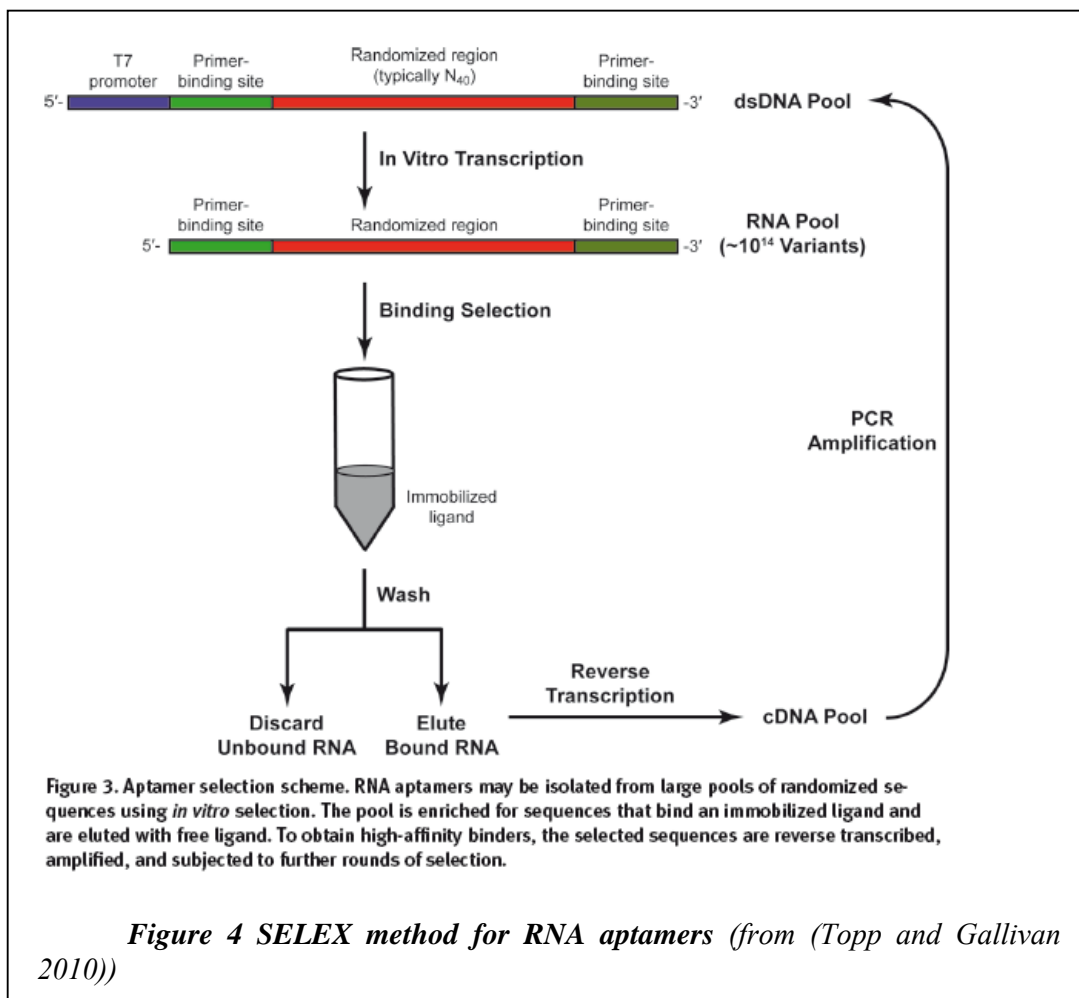 T7
promoter
Primer-
binding site
Randomized region
(typically N₄₀)
Primer-
binding site
5′-
-3′
dsDNA Pool
In Vitro Transcription
Primer-
binding site
Randomized region
Primer-
binding site
5′-
-3′
RNA Pool
(~10¹⁴ Variants)
Binding Selection
Immobilized
ligand
PCR
Amplification
Wash
Discard
Unbound RNA
Elute
Bound RNA
Reverse
Transcription
cDNA Pool
Figure 3. Aptamer selection scheme. RNA aptamers may be isolated from large pools of randomized se-
quences using in vitro selection. The pool is enriched for sequences that bind an immobilized ligand and
are eluted with free ligand. To obtain high-affinity binders, the selected sequences are reverse transcribed,
amplified, and subjected to further rounds of selection.
Figure 4 SELEX method for RNA aptamers (from (Topp and Gallivan
2010))